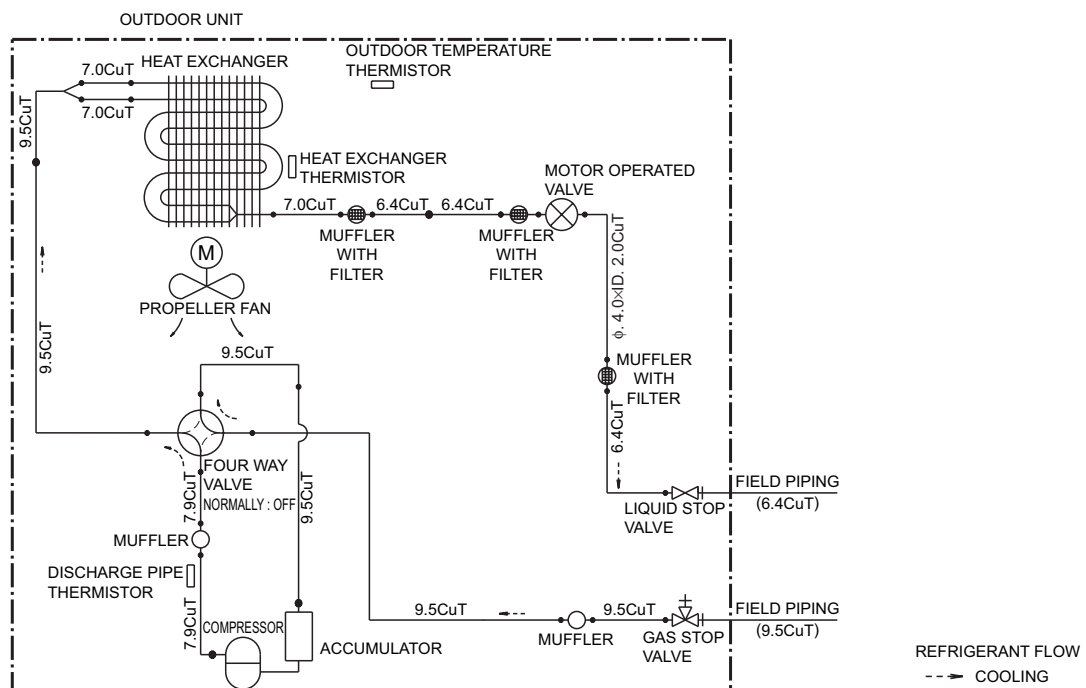 OUTDOOR UNIT
OUTDOOR TEMPERATURE
THERMISTOR
HEAT EXCHANGER
7.0CuT
7.0CuT
9.5CuT
HEAT EXCHANGER
THERMISTOR
MOTOR OPERATED
VALVE
7.0CuT
6.4CuT
6.4CuT
MUFFLER
WITH
FILTER
MUFFLER
WITH
FILTER
M
PROPELLER FAN
ϕ. 4.0×ID. 2.0CuT
9.5CuT
9.5CuT
MUFFLER
WITH
FILTER
6.4CuT
FOUR WAY
VALVE
NORMALLY : OFF
7.9CuT
9.5CuT
FIELD PIPING
(6.4CuT)
LIQUID STOP
VALVE
MUFFLER
DISCHARGE PIPE
THERMISTOR
7.9CuT
COMPRESSOR
ACCUMULATOR
9.5CuT
9.5CuT
MUFFLER
GAS STOP
VALVE
FIELD PIPING
(9.5CuT)
REFRIGERANT FLOW
COOLING